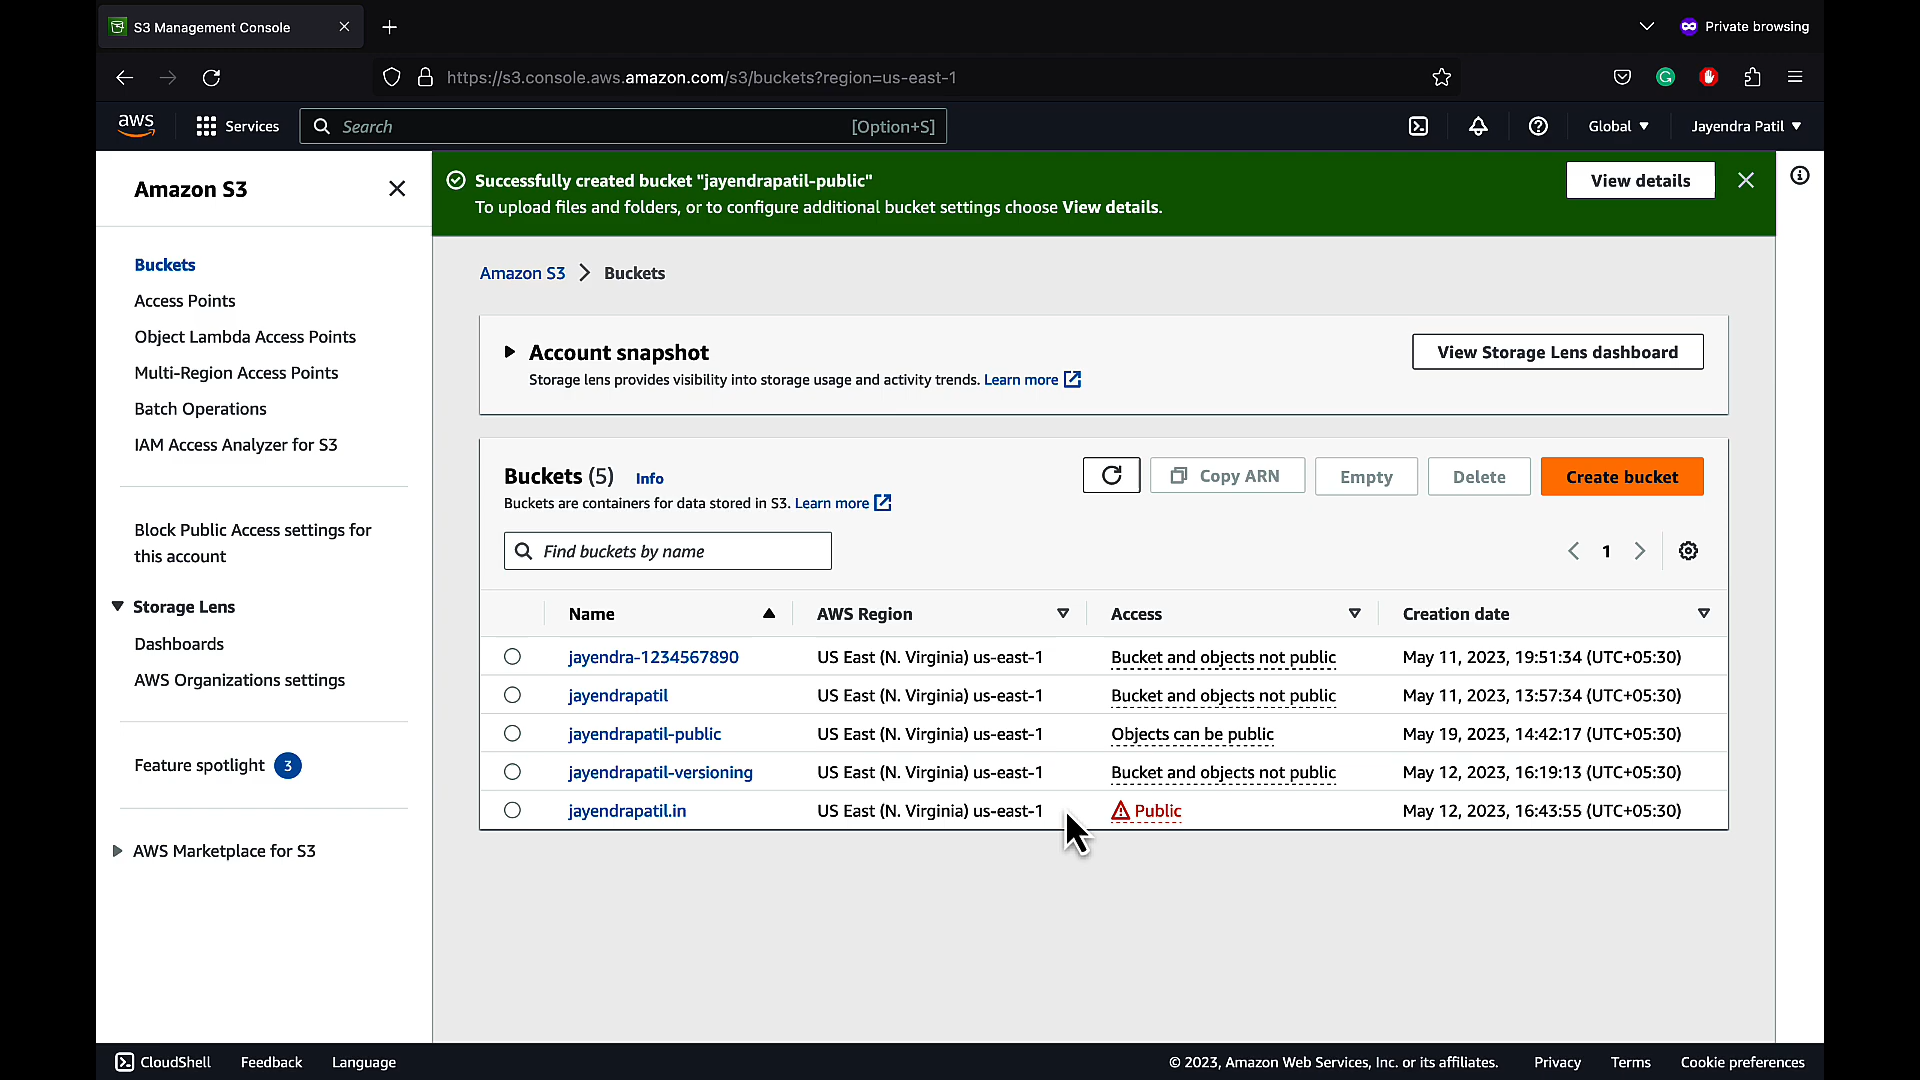 S3 Management Console
Private browsing
https://s3.console.aws.amazon.com/s3/buckets?region=us-east-1
aws
Services
Search
[Option+S]
Global
Jayendra Patil
Amazon S3
Buckets
Access Points
Object Lambda Access Points
Multi-Region Access Points
Batch Operations
IAM Access Analyzer for S3
Block Public Access settings for
this account
Storage Lens
Dashboards
AWS Organizations settings
Feature spotlight 3
AWS Marketplace for S3
Successfully created bucket "jayendrapatil-public"
To upload files and folders, or to configure additional bucket settings choose View details.
View details
Amazon S3 > Buckets
Account snapshot
Storage lens provides visibility into storage usage and activity trends. Learn more
View Storage Lens dashboard
Buckets (5) Info
Buckets are containers for data stored in S3. Learn more
Copy ARN
Empty
Delete
Create bucket
Find buckets by name
1
Name AWS Region Access Creation date
jayendra-1234567890 US East (N. Virginia) us-east-1 Bucket and objects not public May 11, 2023, 19:51:34 (UTC+05:30)
jayendrapatil US East (N. Virginia) us-east-1 Bucket and objects not public May 11, 2023, 13:57:34 (UTC+05:30)
jayendrapatil-public US East (N. Virginia) us-east-1 Objects can be public May 19, 2023, 14:42:17 (UTC+05:30)
jayendrapatil-versioning US East (N. Virginia) us-east-1 Bucket and objects not public May 12, 2023, 16:19:13 (UTC+05:30)
jayendrapatil.in US East (N. Virginia) us-east-1 Public May 12, 2023, 16:43:55 (UTC+05:30)
CloudShell Feedback Language © 2023, Amazon Web Services, Inc. or its affiliates. Privacy Terms Cookie preferences